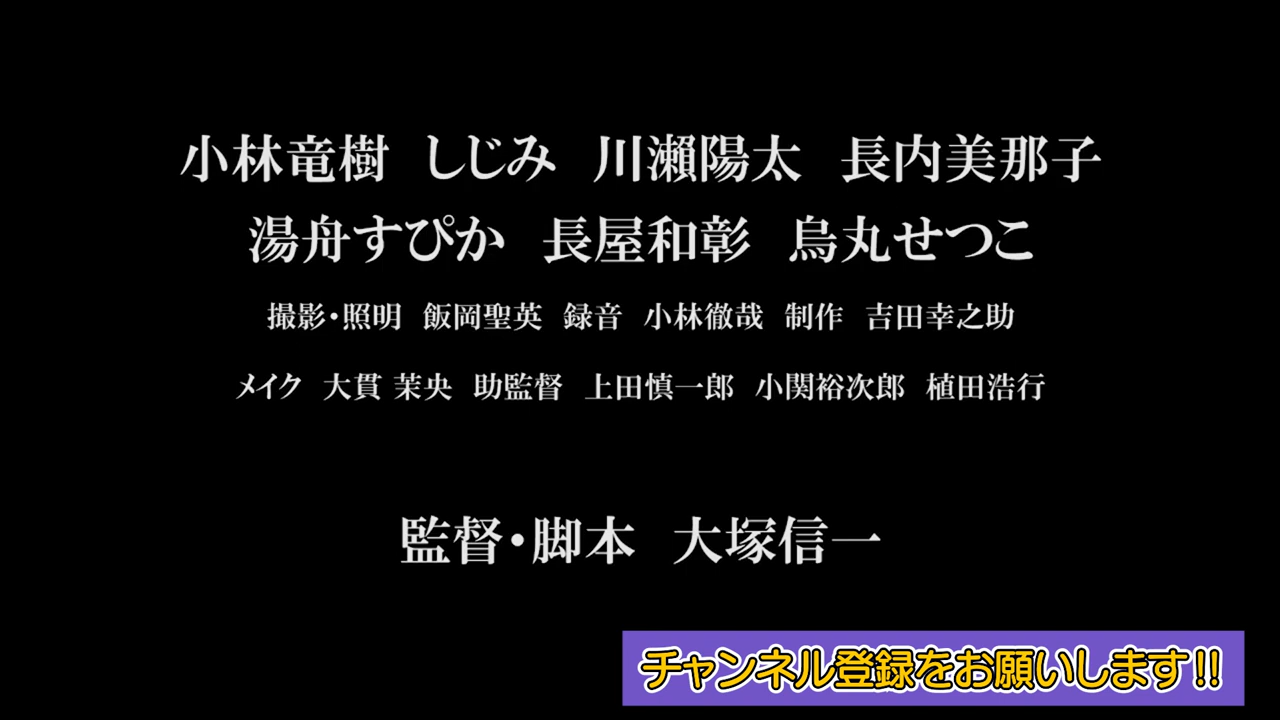 小林竜樹　しじみ　川瀬陽太　長内美那子
湯舟すぴか　長屋和彰　烏丸せつこ
撮影・照明　飯岡聖英　録音　小林徹哉　制作　吉田幸之助
メイク　大貫 茉央　助監督　上田慎一郎　小関裕次郎　植田浩行
監督・脚本　大塚信一
チャンネル登録をお願いします!!